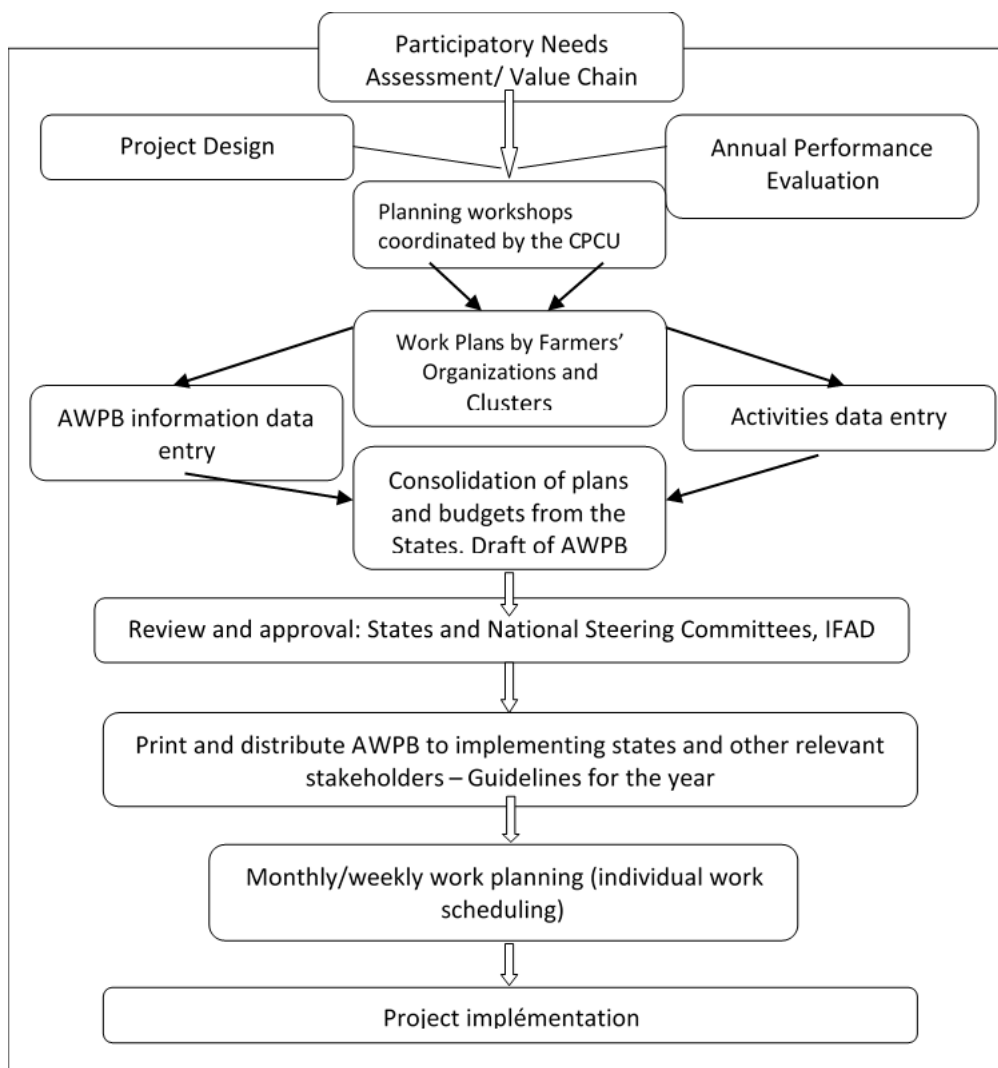 Participatory Needs
Assessment/ Value Chain
Project Design
Annual Performance
Evaluation
Planning workshops
coordinated by the CPCU
Work Plans by Farmers’
Organizations and
Clusters
AWPB information data
entry
Activities data entry
Consolidation of plans
and budgets from the
States. Draft of AWPB
Review and approval: States and National Steering Committees, IFAD
Print and distribute AWPB to implementing states and other relevant
stakeholders – Guidelines for the year
Monthly/weekly work planning (individual work
scheduling)
Project implémentation